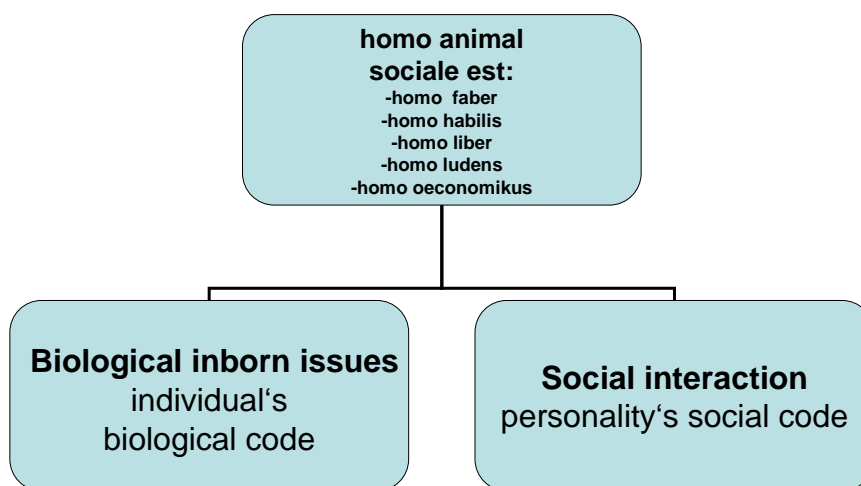 homo animal
sociale est:
-homo faber
-homo habilis
-homo liber
-homo ludens
-homo oeconomikus
Biological inborn issues
individual‘s
biological code
Social interaction
personality‘s social code